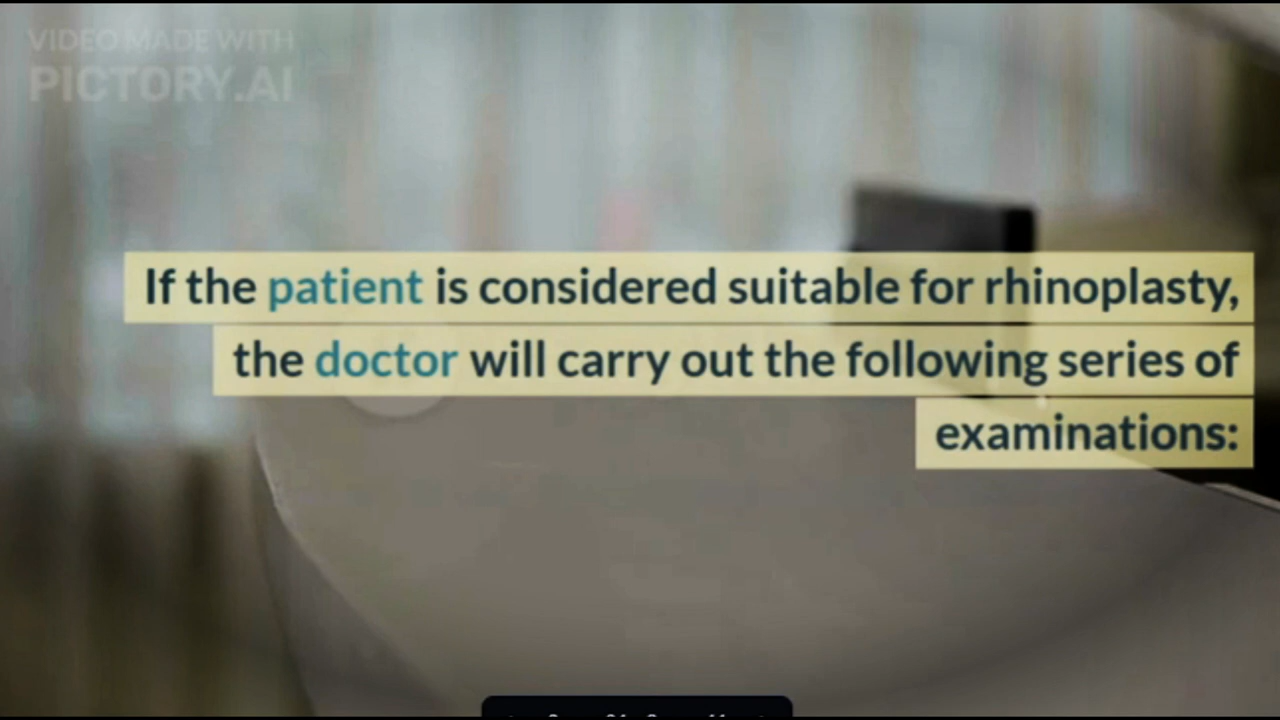 VIDEO MADE WITH
PICTORY.AI
If the patient is considered suitable for rhinoplasty,
the doctor will carry out the following series of
examinations: